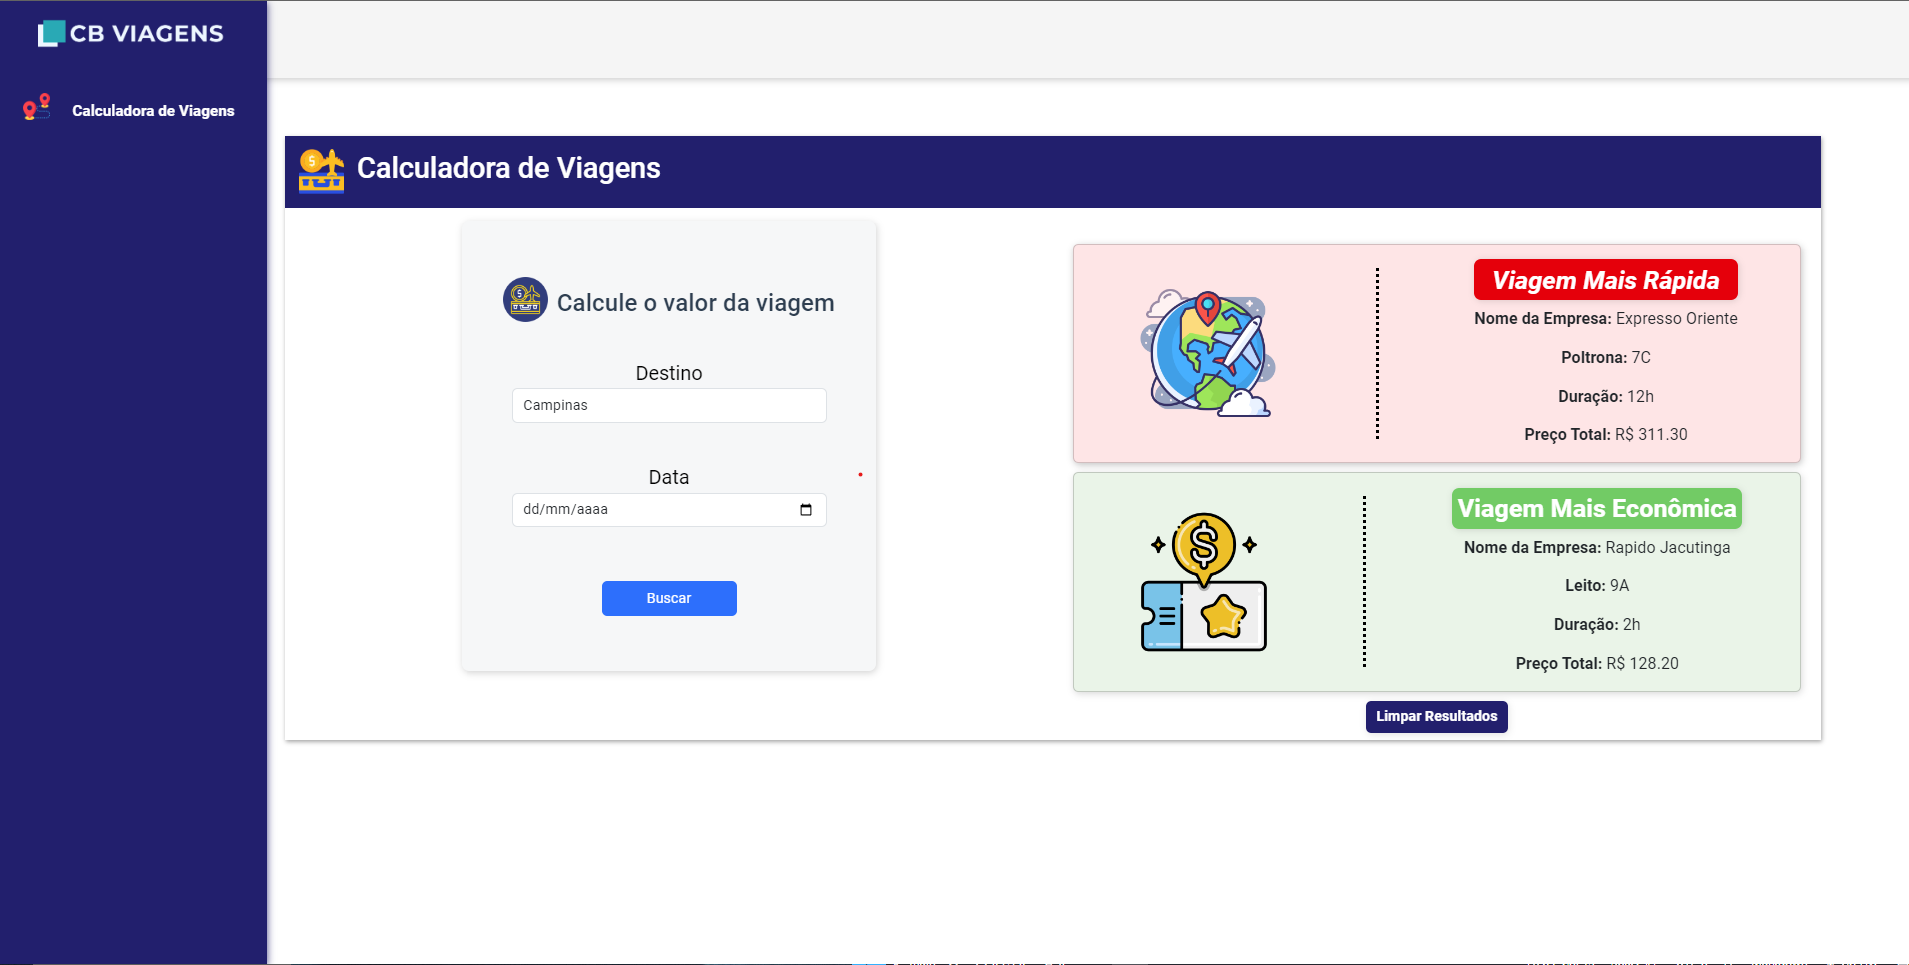 CB VIAGENS
Calculadora de Viagens
Calculadora de Viagens
Calcule o valor da viagem
Destino
Campinas
Data
dd/mm/aaaa
Buscar
Viagem Mais Rápida
Nome da Empresa: Expresso Oriente
Poltrona: 7C
Duração: 12h
Preço Total: R$ 311.30
Viagem Mais Econômica
Nome da Empresa: Rapido Jacutinga
Leito: 9A
Duração: 2h
Preço Total: R$ 128.20
Limpar Resultados